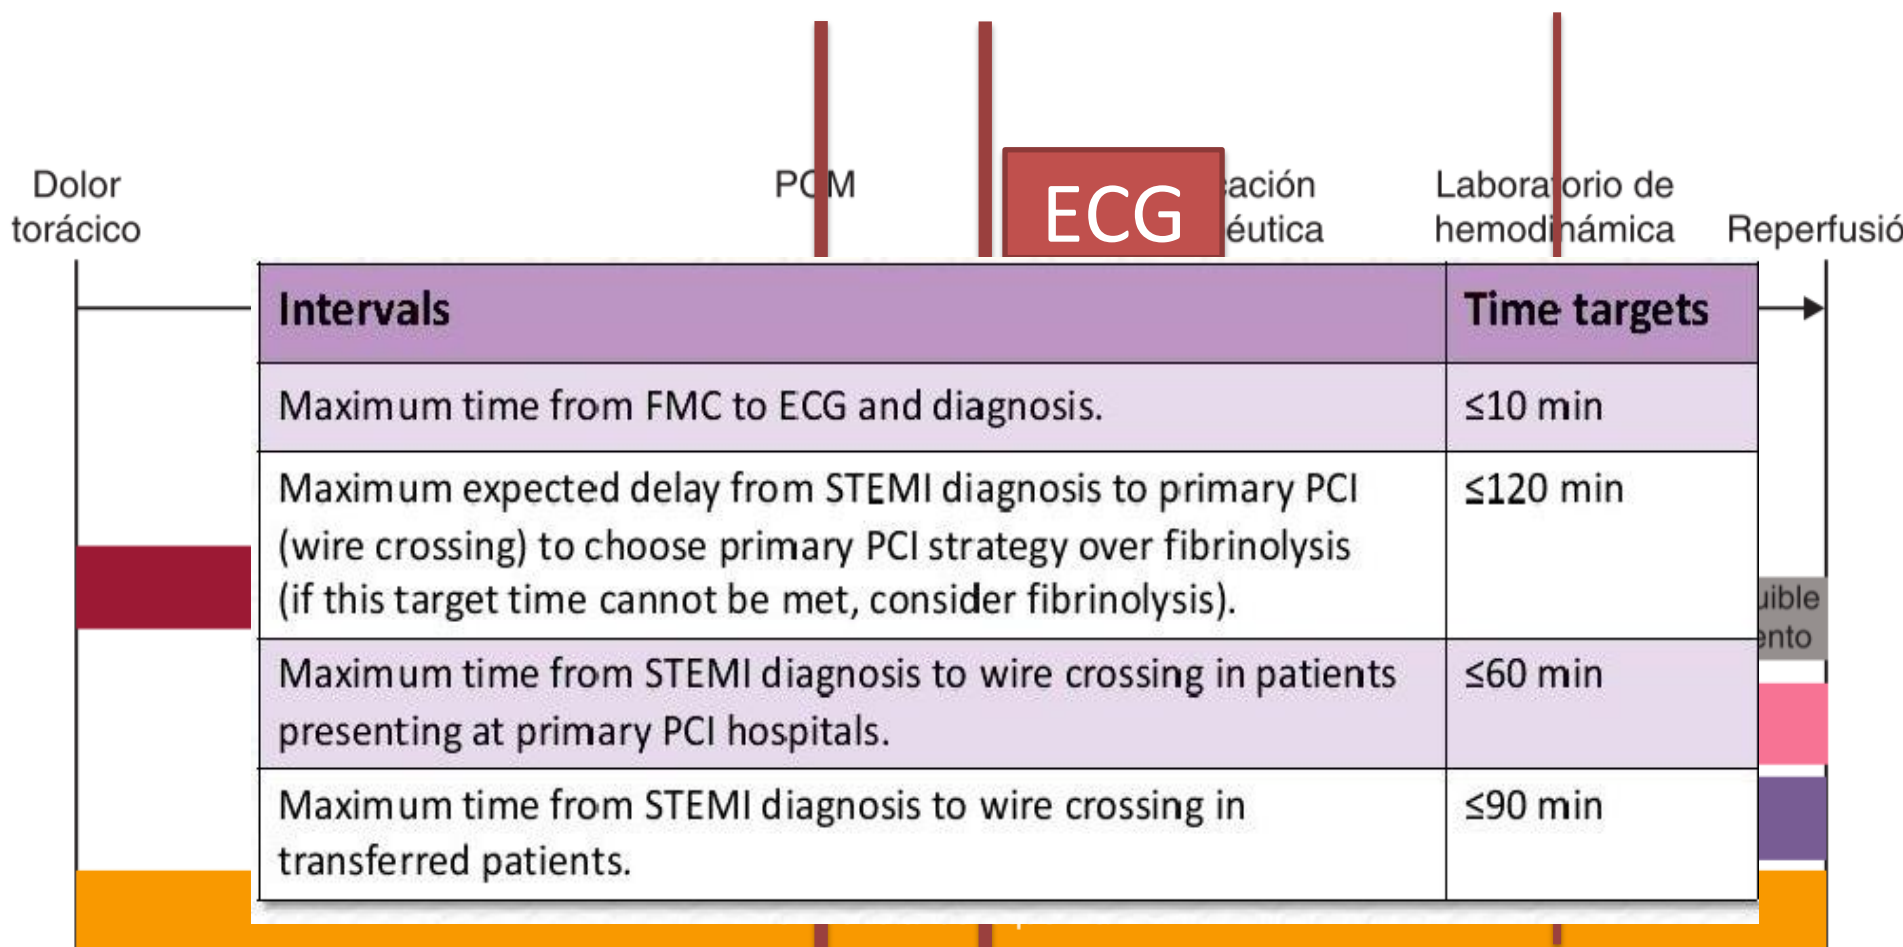 Dolor
torácico
PCM
ECG
cación
éutica
Laboratorio de
hemodinámica
Reperfusió
Intervals
Time targets
Maximum time from FMC to ECG and diagnosis.
≤10 min
Maximum expected delay from STEMI diagnosis to primary PCI
(wire crossing) to choose primary PCI strategy over fibrinolysis
(if this target time cannot be met, consider fibrinolysis).
≤120 min
Maximum time from STEMI diagnosis to wire crossing in patients
presenting at primary PCI hospitals.
≤60 min
Maximum time from STEMI diagnosis to wire crossing in
transferred patients.
≤90 min
uible
ento